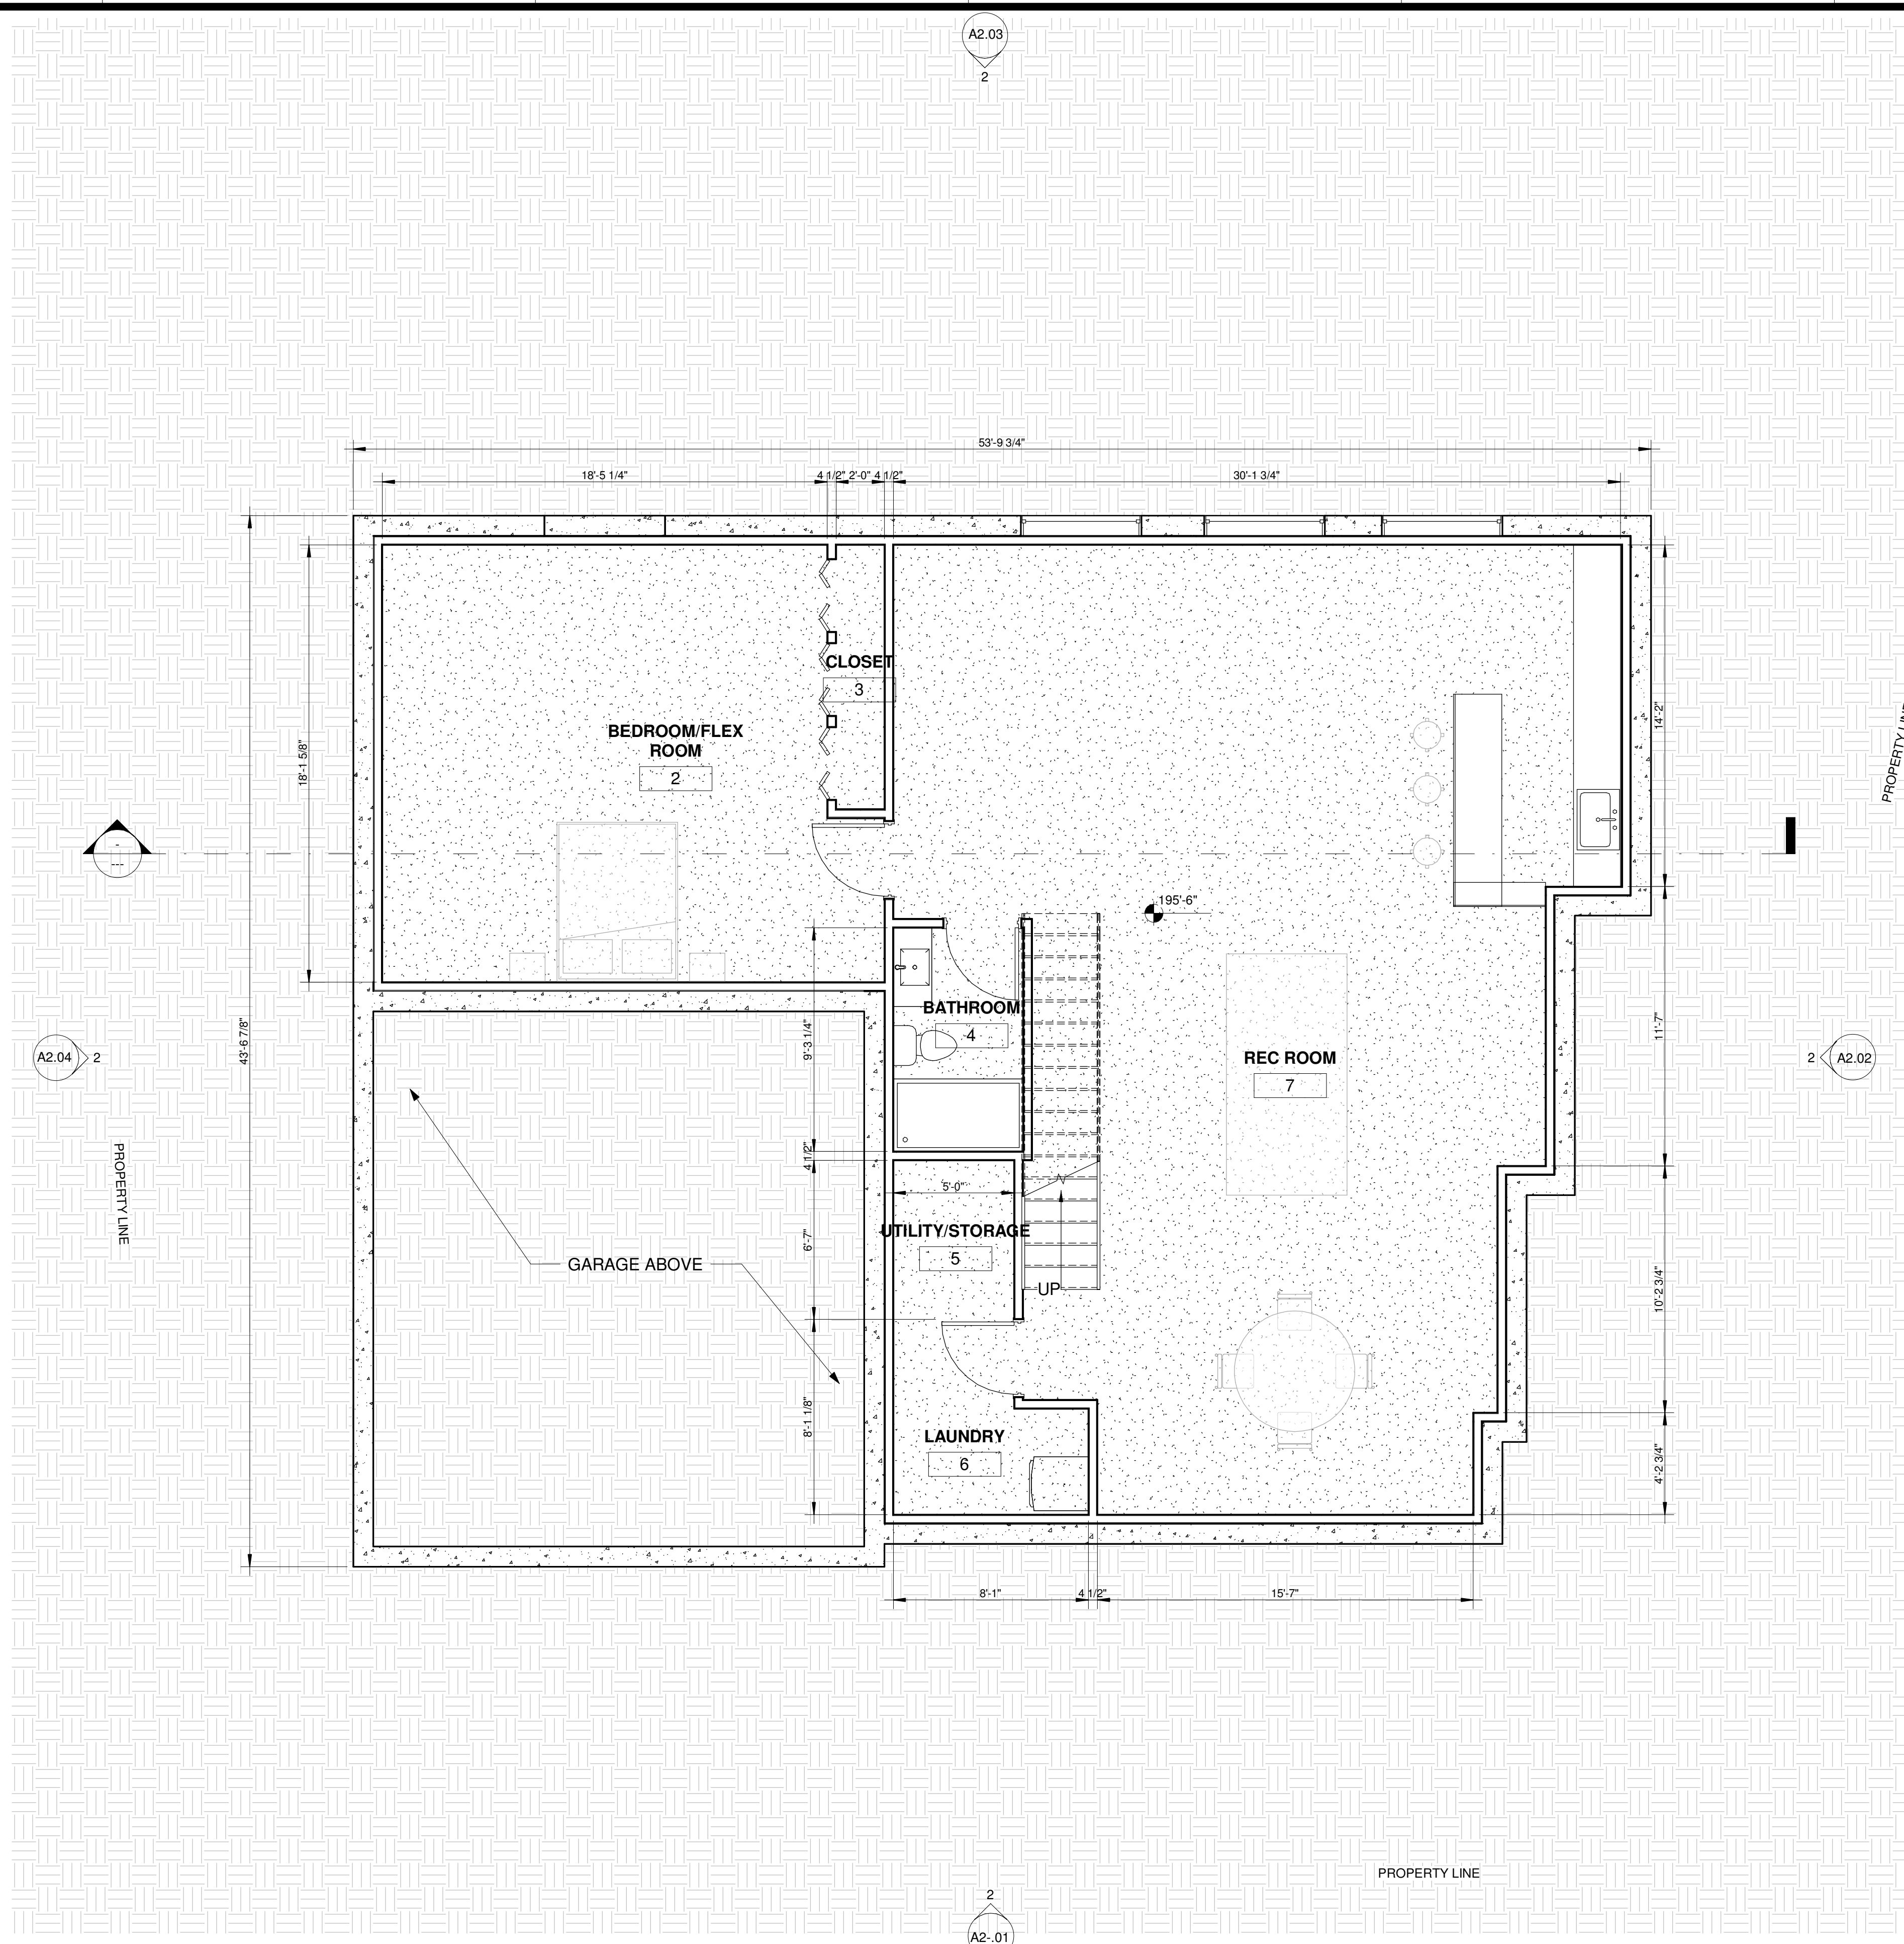 A2.03
2
53'-9 3/4"
18'-5 1/4"
4 1/2"
2'-0"
4 1/2"
30'-1 3/4"
CLOSET
3
BEDROOM/FLEX
ROOM
2
18'-1 5/8"
14'-2"
PROPERTY
-
---
195'-6"
BATHROOM
4
9'-3 1/4"
43'-6 7/8"
A2.04
2
REC ROOM
7
11'-7"
2
A2.02
4 1/2"
5'-0"
PROPERTY LINE
UTILITY/STORAGE
5
6'-7"
GARAGE ABOVE
UP
10'-2 3/4"
8'-1 1/8"
LAUNDRY
6
4'-2 3/4"
8'-1"
4 1/2"
15'-7"
PROPERTY LINE
2
A2-.01